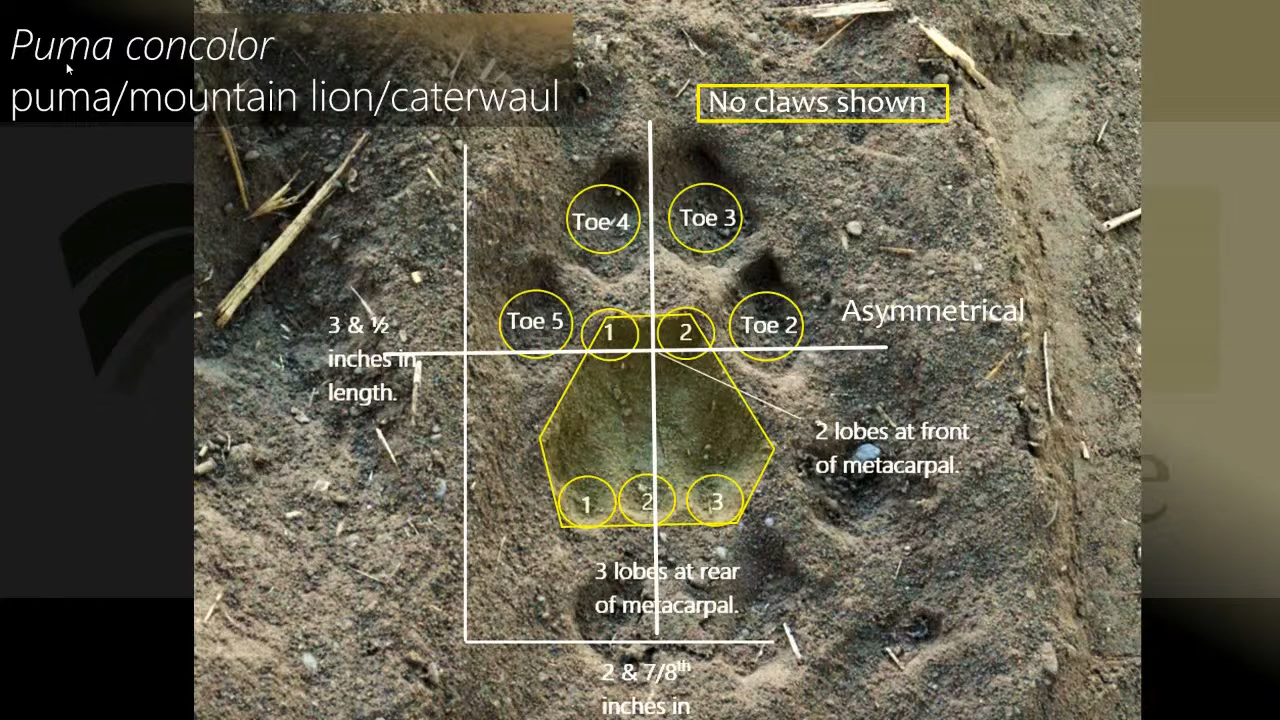 Puma concolor
puma/mountain lion/caterwaul
No claws shown
Toe 4
Toe 3
Toe 5
1
2
Toe 2
Asymmetrical
3 & ½
inches in
length.
2 lobes at front
of metacarpal.
1
2
3
3 lobes at rear
of metacarpal.
2 & 7/8th
inches in
e